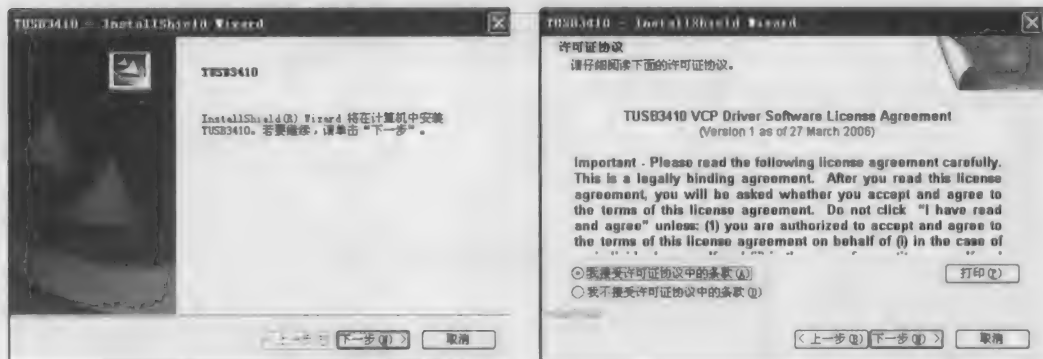 TUSB3410 - InstallShield Wizard
TUSB3410
InstallShield(R) Wizard 将在计算机中安装
TUSB3410。若要继续，请单击“下一步”。
上一步
下一步(N) >
取消
TUSB3410 - InstallShield Wizard
许可证协议
请仔细阅读下面的许可证协议。
TUSB3410 VCP Driver Software License Agreement
(Version 1 as of 27 March 2006)
Important - Please read the following license agreement carefully.
This is a legally binding agreement. After you read this license
agreement, you will be asked whether you accept and agree to
the terms of this license agreement. Do not click "I have read
and agree" unless: (1) you are authorized to accept and agree to
the terms of this license agreement on behalf of (i) in the case of
我接受许可证协议中的条款(A)
打印(P)
我不接受许可证协议中的条款(D)
< 上一步(B)
下一步(N) >
取消